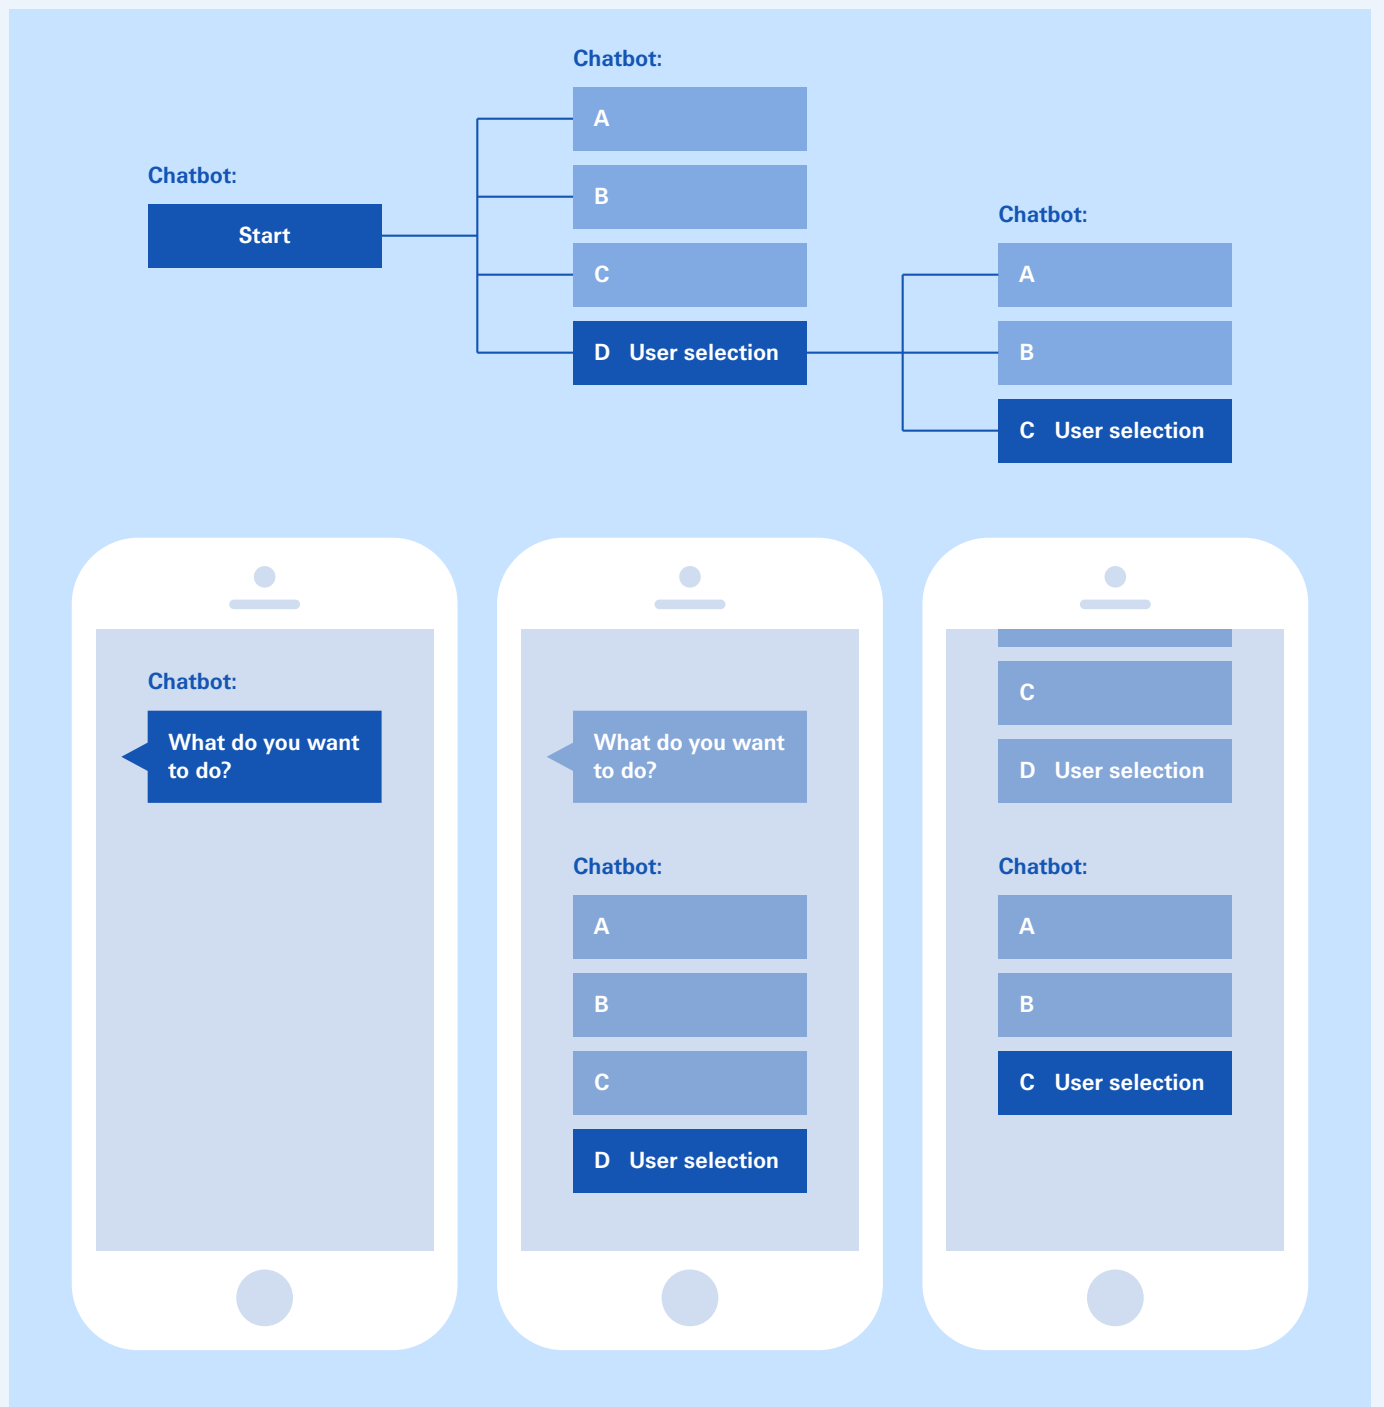 Chatbot:
Start
Chatbot:
A
B
C
D User selection
Chatbot:
A
B
C User selection
Chatbot:
What do you want
to do?
What do you want
to do?
Chatbot:
A
B
C
D User selection
C
D User selection
Chatbot:
A
B
C User selection